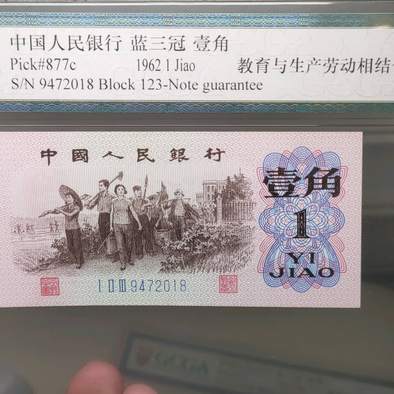 中国人民银行 蓝三冠 壹角
Pick#877c 1962 1 Jiao 教育与生产劳动相结
S/N 9472018 Block 123-Note guarantee
中國人民銀行
壹角
1
YI
JIAO
I II III 9472018